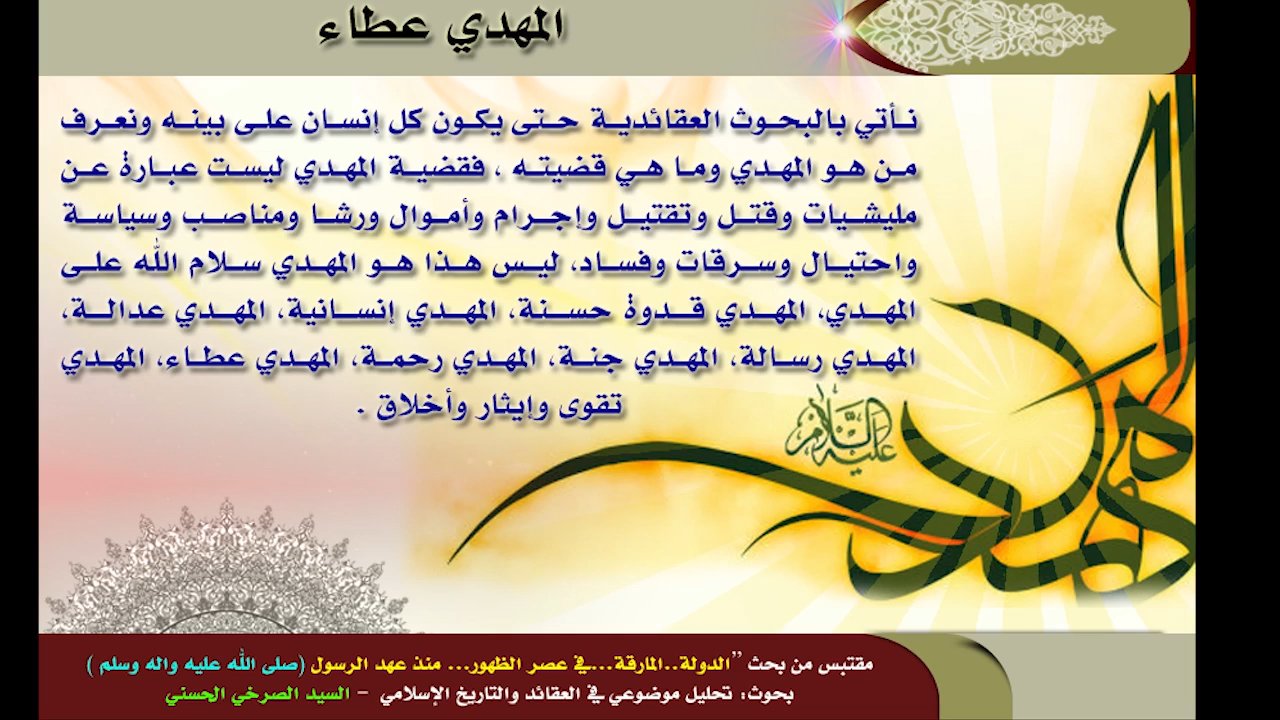 المهدي عطاء
نأتي بالبحوث العقائدية حتى يكون كل إنسان على بينه ونعرف
من هو المهدي وما هي قضيته ، فقضية المهدي ليست عبارة عن
مليشيات وقتل وتقتيل وإجرام وأموال ورشا ومناصب وسياسة
واحتيال وسرقات وفساد، ليس هذا هو المهدي سلام الله على
المهدي، المهدي قدوة حسنة، المهدي إنسانية، المهدي عدالة،
المهدي رسالة، المهدي جنة، المهدي رحمة، المهدي عطاء، المهدي
تقوى وإيثار وأخلاق .
المهدي
عليه السلام
مقتبس من بحث "الدولة..المارقة...في عصر الظهور... منذ عهد الرسول (صلى الله عليه واله وسلم )
بحوث: تحليل موضوعي في العقائد والتاريخ الإسلامي - السيد الصرخي الحسني